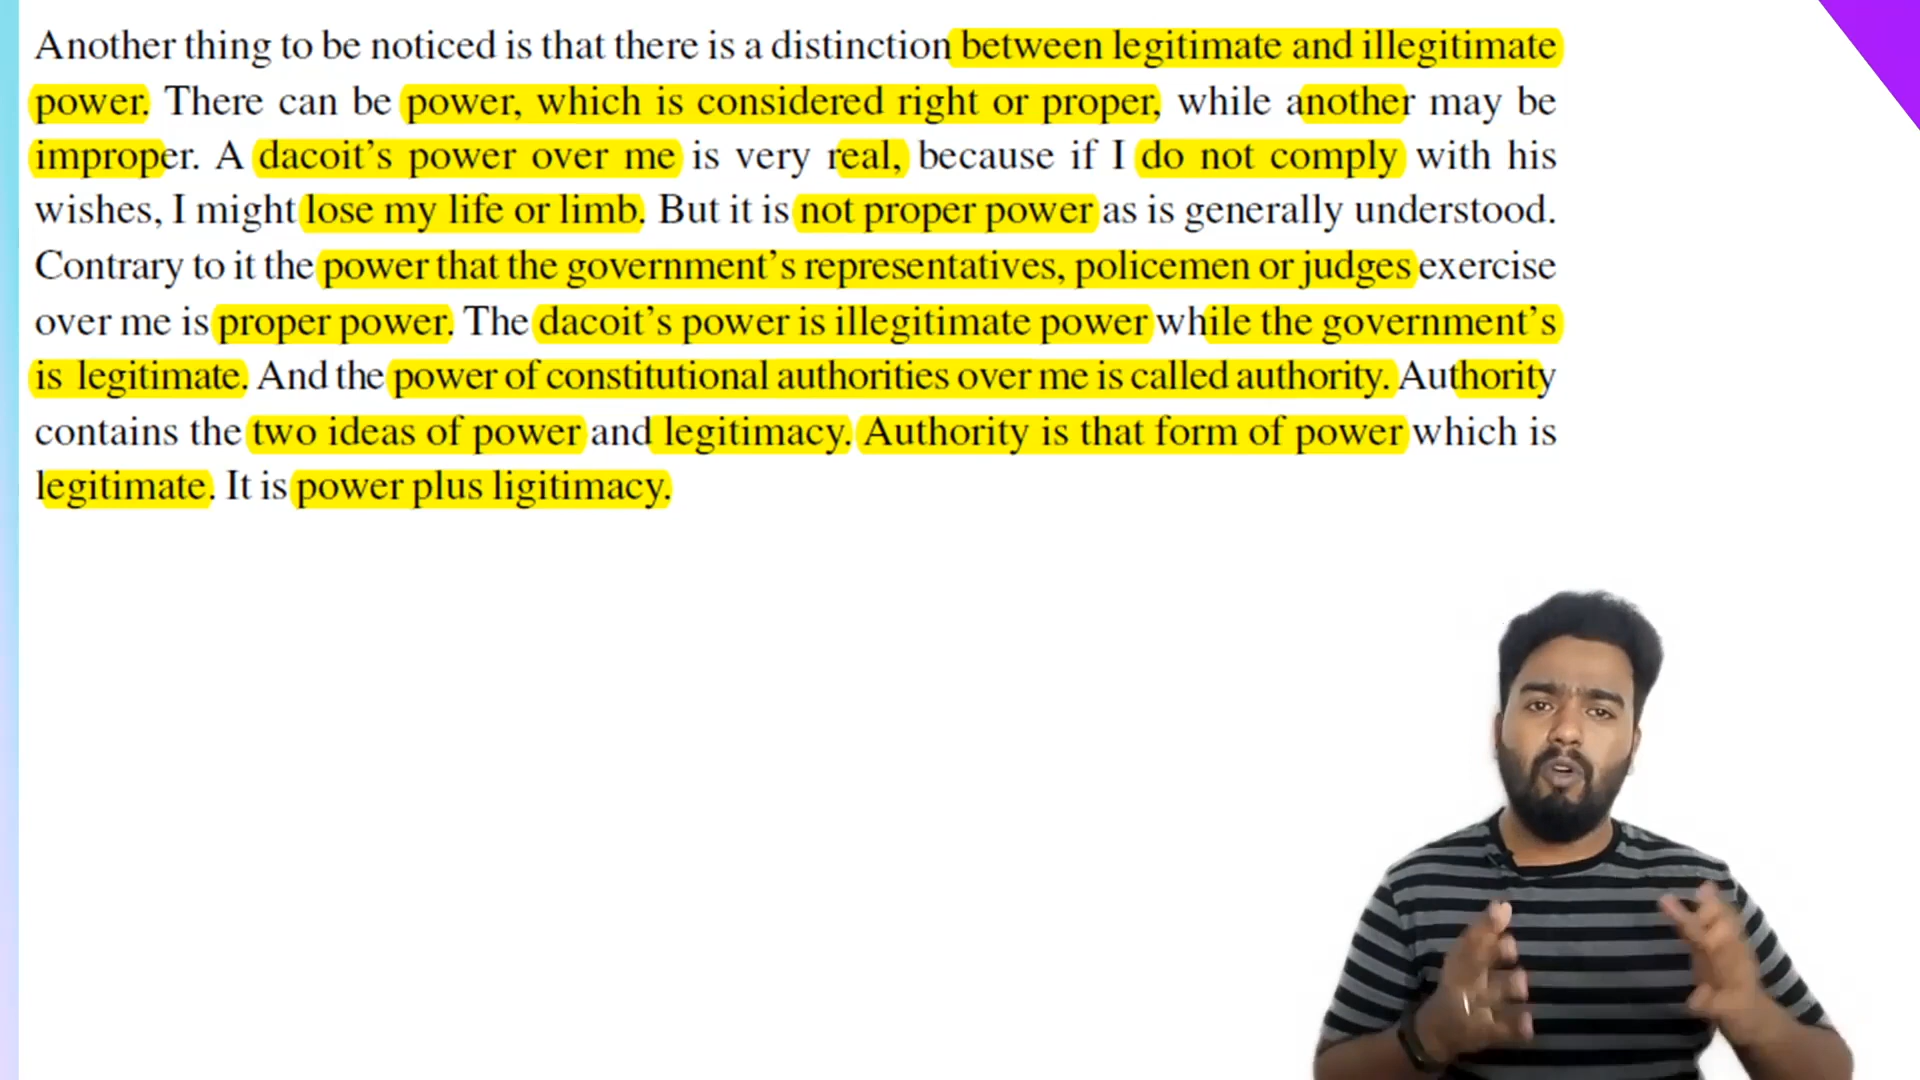 Another thing to be noticed is that there is a distinction between legitimate and illegitimate
power. There can be power, which is considered right or proper, while another may be
improper. A dacoit’s power over me is very real, because if I do not comply with his
wishes, I might lose my life or limb. But it is not proper power as is generally understood.
Contrary to it the power that the government’s representatives, policemen or judges exercise
over me is proper power. The dacoit’s power is illegitimate power while the government’s
is legitimate. And the power of constitutional authorities over me is called authority. Authority
contains the two ideas of power and legitimacy. Authority is that form of power which is
legitimate. It is power plus ligitimacy.